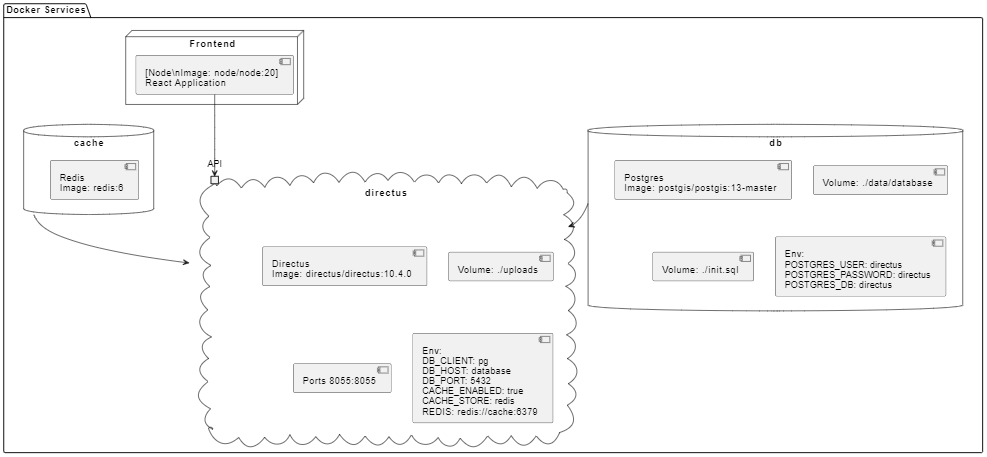 Docker Services
Frontend
[Node\nImage: node/node:20]
React Application
cache
Redis
Image: redis:6
API
directus
Directus
Image: directus/directus:10.4.0
Volume: ./uploads
Ports 8055:8055
Env:
DB_CLIENT: pg
DB_HOST: database
DB_PORT: 5432
CACHE_ENABLED: true
CACHE_STORE: redis
REDIS: redis://cache:6379
db
Postgres
Image: postgis/postgis:13-master
Volume: ./data/database
Volume: ./init.sql
Env:
POSTGRES_USER: directus
POSTGRES_PASSWORD: directus
POSTGRES_DB: directus